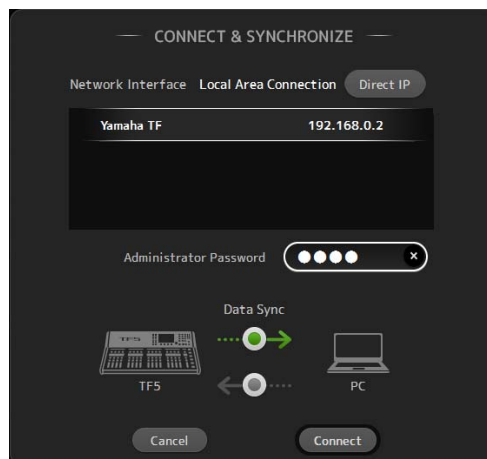 CONNECT & SYNCHRONIZE
Network Interface Local Area Connection Direct IP
Yamaha TF 192.168.0.2
Administrator Password ●●●● ×
Data Sync
TF5
TF5 PC
Cancel Connect